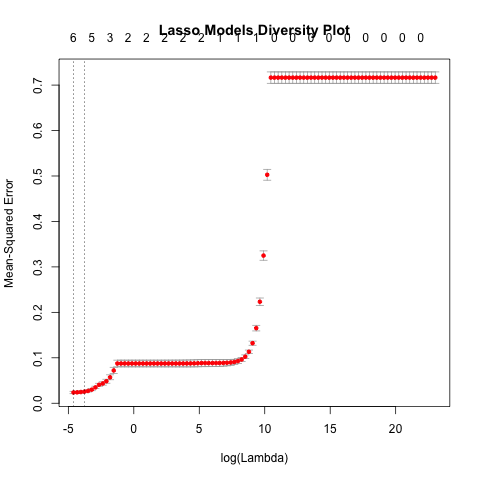 Lasso Models Diversity Plot
6 5 3 2 2 2 2 2 1 1 1 0 0 0 0 0 0 0 0 0
0.7
0.6
0.5
0.4
0.3
0.2
0.1
0.0
Mean-Squared Error
-5 0 5 10 15 20
log(Lambda)